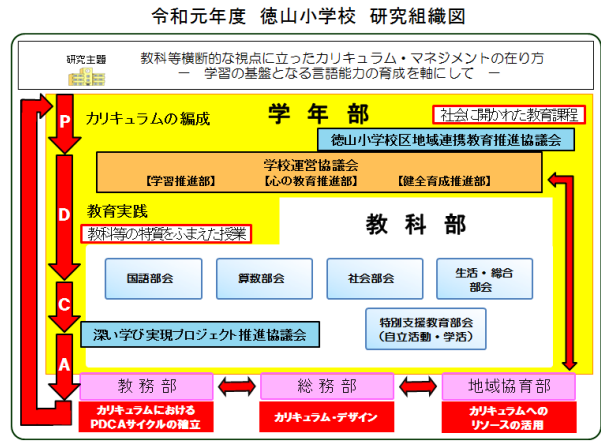 令和元年度 徳山小学校 研究組織図
研究主題
教科等横断的な視点に立ったカリキュラム・マネジメントの在り方
― 学習の基盤となる言語能力の育成を軸にして ―
P
カリキュラムの編成
学年部
社会に開かれた教育課程
徳山小学校区地域連携教育推進協議会
学校運営協議会
【学習推進部】 【心の教育推進部】 【健全育成推進部】
D
教育実践
教科等の特質をふまえた授業
教科部
国語部会
算数部会
社会部会
生活・総合
部会
C
深い学び実現プロジェクト推進協議会
特別支援教育部会
(自立活動・学活)
A
教務部
総務部
地域協育部
カリキュラムにおける
PDCAサイクルの確立
カリキュラム・デザイン
カリキュラムへの
リソースの活用